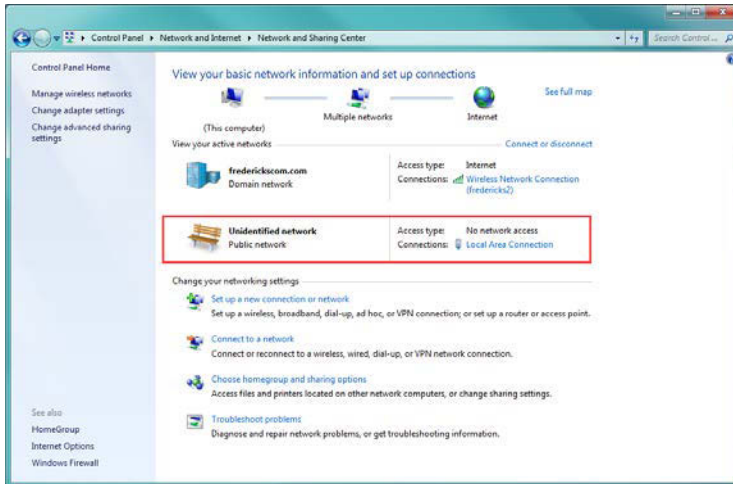 Control Panel ▸ Network and Internet ▸ Network and Sharing Center
Search Control...
Control Panel Home
Manage wireless networks
Change adapter settings
Change advanced sharing
settings
View your basic network information and set up connections
See full map
(This computer)
Multiple networks
Internet
View your active networks
Connect or disconnect
frederickscom.com
Domain network
Access type: Internet
Connections: Wireless Network Connection
(fredericks2)
Unidentified network
Public network
Access type: No network access
Connections: Local Area Connection
Change your networking settings
Set up a new connection or network
Set up a wireless, broadband, dial-up, ad hoc, or VPN connection; or set up a router or access point.
Connect to a network
Connect or reconnect to a wireless, wired, dial-up, or VPN network connection.
Choose homegroup and sharing options
Access files and printers located on other network computers, or change sharing settings.
Troubleshoot problems
Diagnose and repair network problems, or get troubleshooting information.
See also
HomeGroup
Internet Options
Windows Firewall